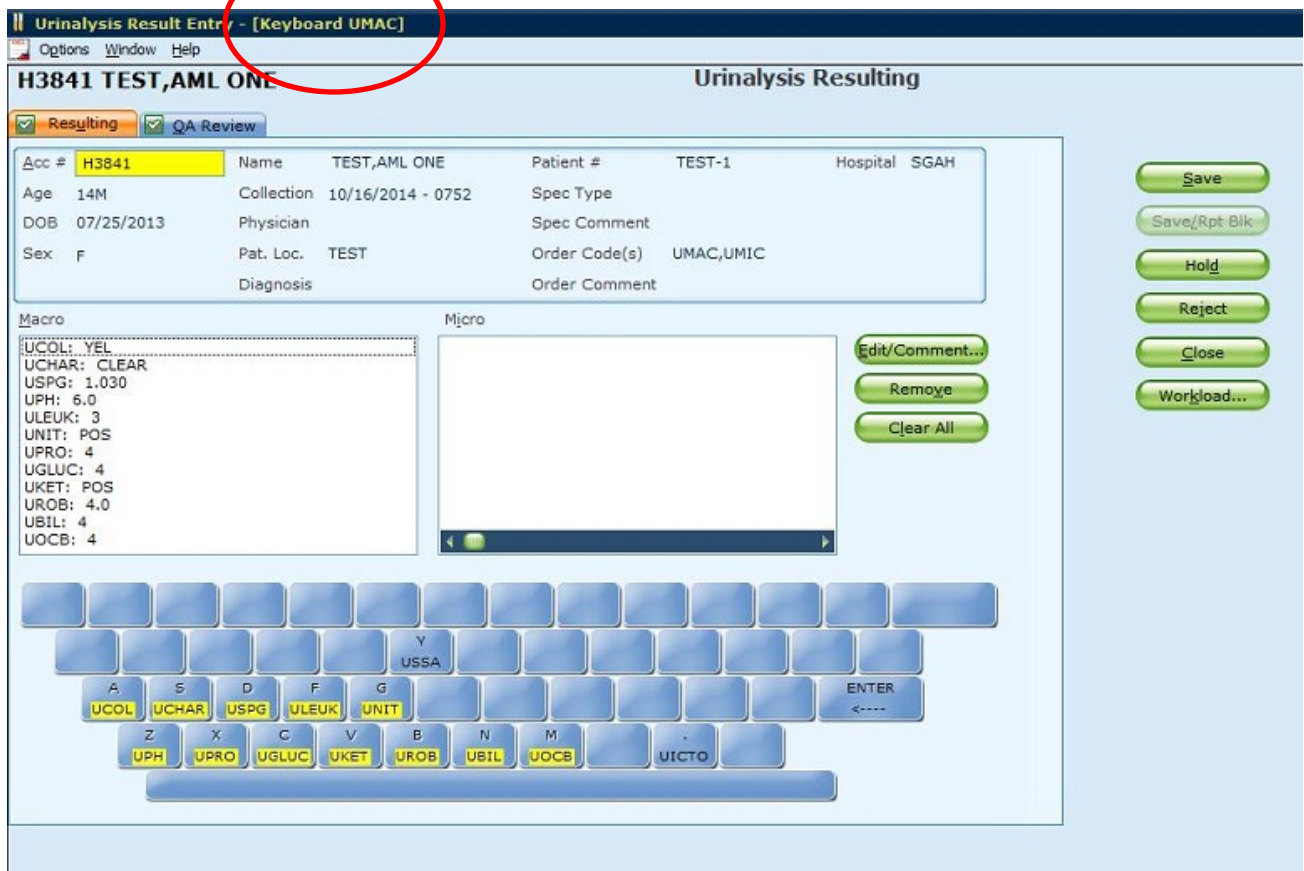 Urinalysis Result Entry - [Keyboard UMAC]
Options Window Help
H3841 TEST,AML ONE Urinalysis Resulting
Resulting QA Review
Acc # H3841 Name TEST,AML ONE Patient # TEST-1 Hospital SGAH
Age 14M Collection 10/16/2014 - 0752 Spec Type
DOB 07/25/2013 Physician Spec Comment
Sex F Pat. Loc. TEST Order Code(s) UMAC,UMIC
Diagnosis Order Comment
Save
Save/Rpt Blk
Hold
Reject
Close
Workload...
Macro Micro
UCOL: YEL
UCHAR: CLEAR
USPG: 1.030
UPH: 6.0
ULEUK: 3
UNIT: POS
UPRO: 4
UGLUC: 4
UKET: POS
UROB: 4.0
UBIL: 4
UOCB: 4
Edit/Comment...
Remove
Clear All
Y
USSA
A S D F G ENTER
UCOL UCHAR USPG ULEUK UNIT <----
Z X C V B N M .
UPH UPRO UGLUC UKET UROB UBIL UOCB UICTO